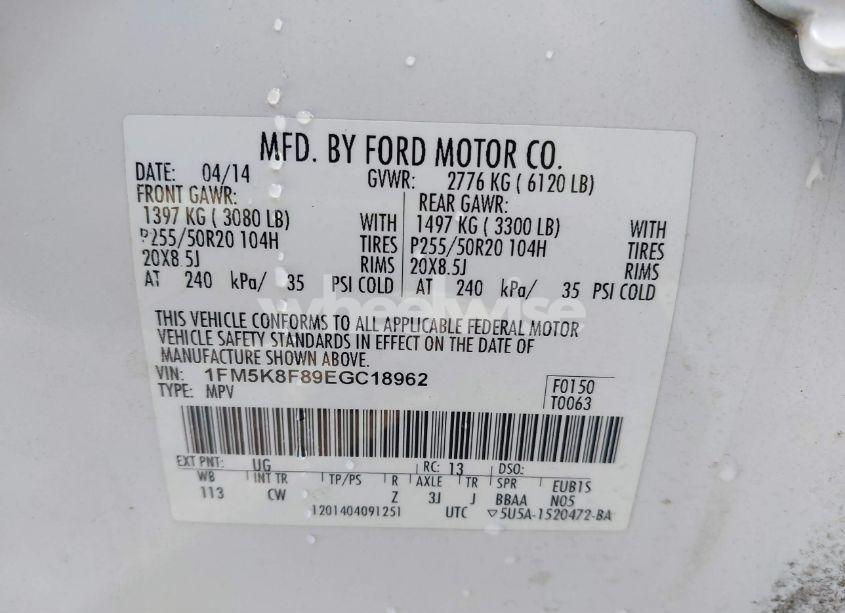 MFD. BY FORD MOTOR CO.
DATE: 04/14 GVWR: 2776 KG ( 6120 LB)
FRONT GAWR: REAR GAWR:
1397 KG ( 3080 LB) WITH 1497 KG ( 3300 LB) WITH
P255/50R20 104H TIRES P255/50R20 104H TIRES
20X8.5J RIMS 20X8.5J RIMS
AT 240 kPa/ 35 PSI COLD AT 240 kPa/ 35 PSI COLD
wheelwise
THIS VEHICLE CONFORMS TO ALL APPLICABLE FEDERAL MOTOR
VEHICLE SAFETY STANDARDS IN EFFECT ON THE DATE OF
MANUFACTURE SHOWN ABOVE.
VIN: 1FM5K8F89EGC18962 F0150
TYPE: MPV T0063
EXT PNT: UG RC: 13 DSO:
WB INT TR TP/PS R AXLE TR SPR EUB1S
113 CW Z 3J J BBAA N05
1201404091251 UTC ▽5U5A-1520472-BA